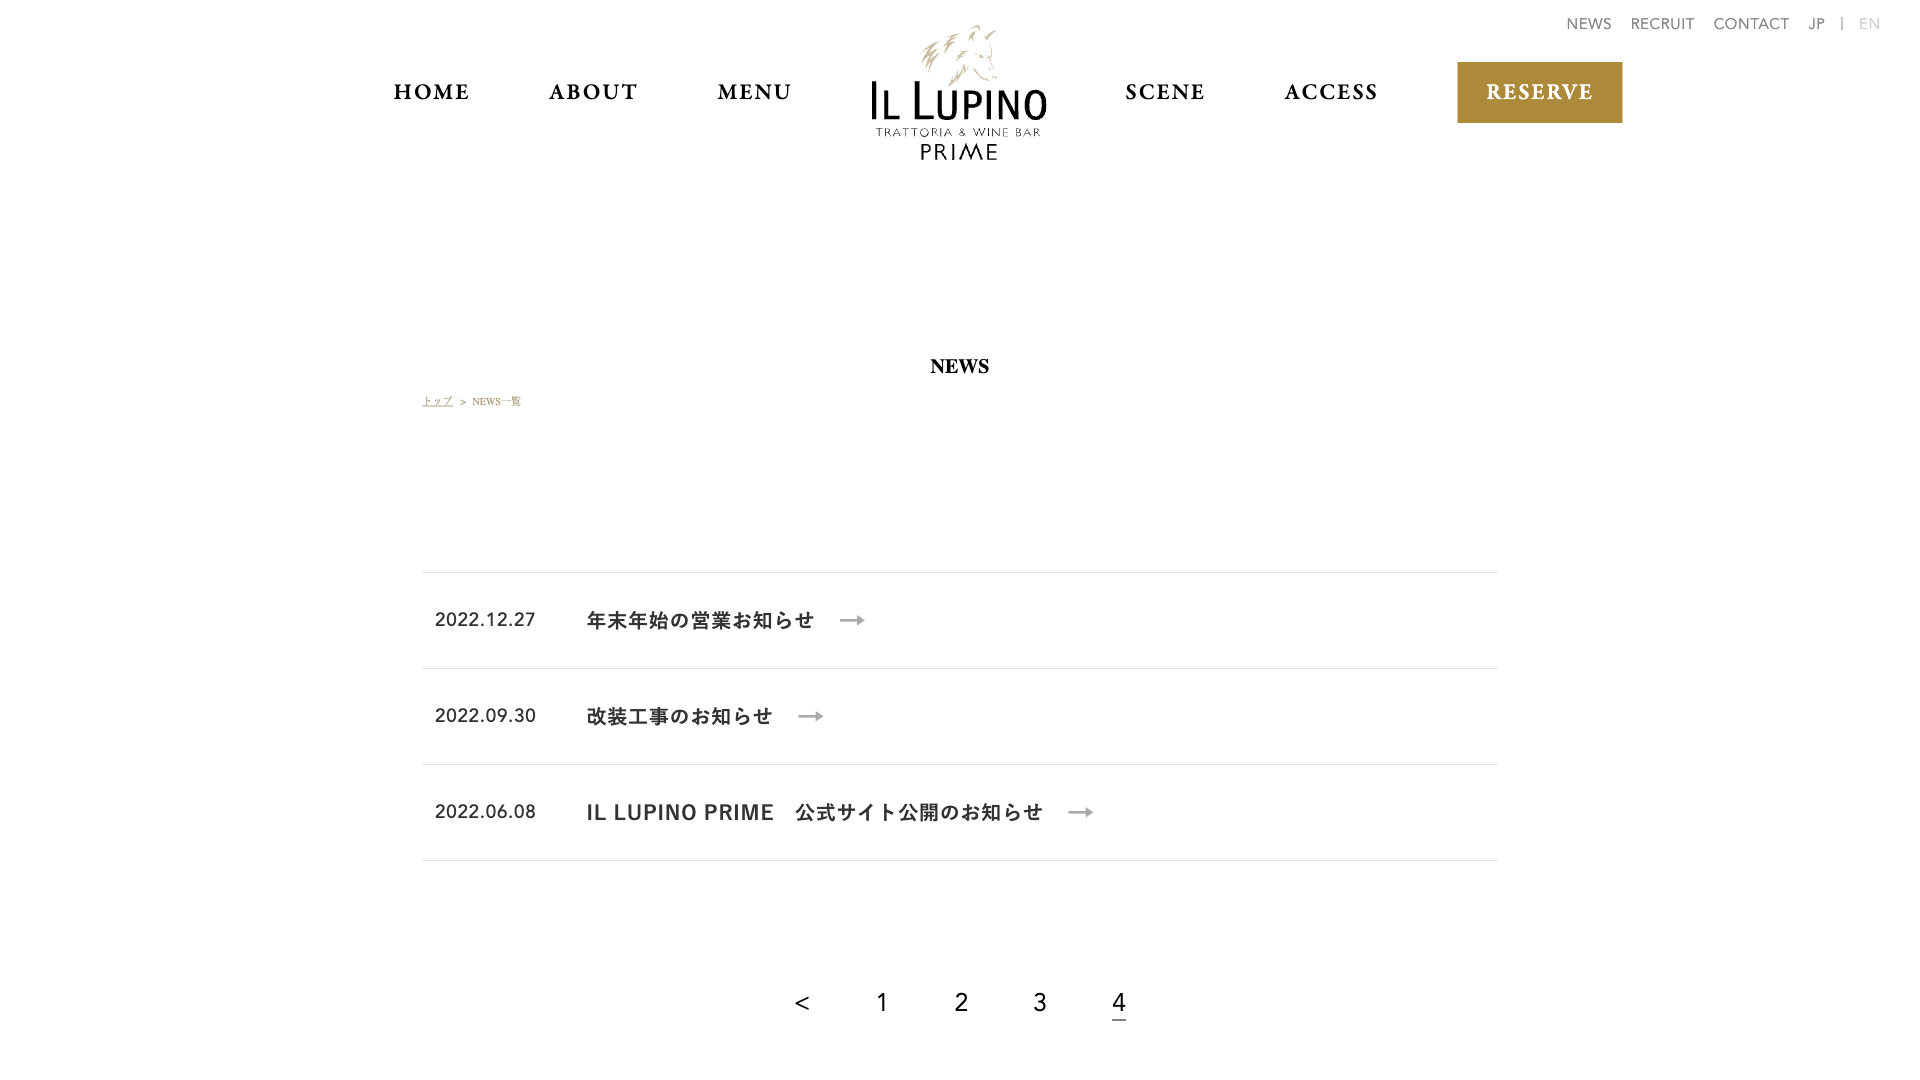 NEWS RECRUIT CONTACT JP | EN
HOME ABOUT MENU
IL LUPINO
TRATTORIA & WINE BAR
PRIME
SCENE ACCESS RESERVE
NEWS
トップ > NEWS一覧
2022.12.27 年末年始の営業お知らせ →
2022.09.30 改装工事のお知らせ →
2022.06.08 IL LUPINO PRIME　公式サイト公開のお知らせ →
< 1 2 3 4